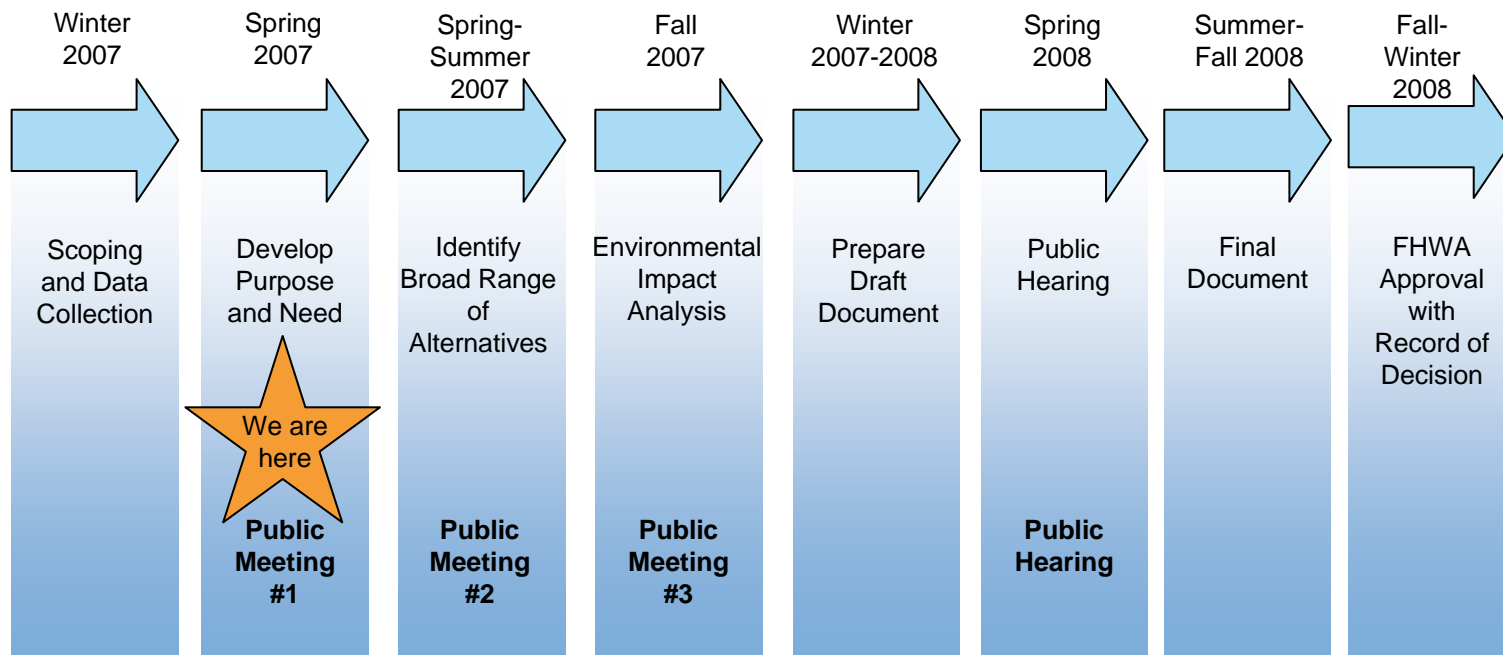 Winter
2007
Spring
2007
Spring-
Summer
2007
Fall
2007
Winter
2007-2008
Spring
2008
Summer-
Fall 2008
Fall-
Winter
2008
Scoping
and Data
Collection
Develop
Purpose
and Need
Identify
Broad Range
of
Alternatives
Environmental
Impact
Analysis
Prepare
Draft
Document
Public
Hearing
Final
Document
FHWA
Approval
with
Record of
Decision
We are
here
Public
Meeting
#1
Public
Meeting
#2
Public
Meeting
#3
Public
Hearing